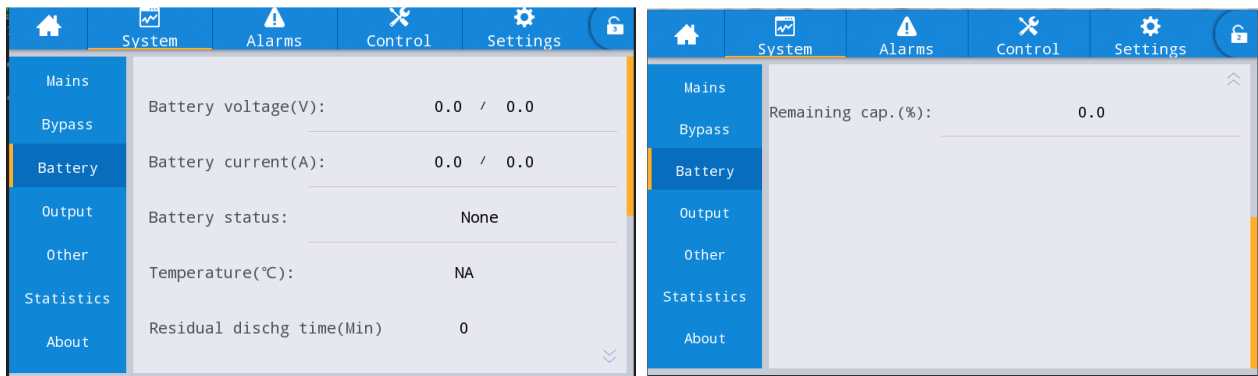 System Alarms Control Settings 3
Mains
Bypass
Battery
Output
Other
Statistics
About
Battery voltage(V): 0.0 / 0.0
Battery current(A): 0.0 / 0.0
Battery status: None
Temperature(℃): NA
Residual dischg time(Min) 0
System Alarms Control Settings 2
Mains
Bypass
Battery
Output
Other
Statistics
About
Remaining cap.(%): 0.0